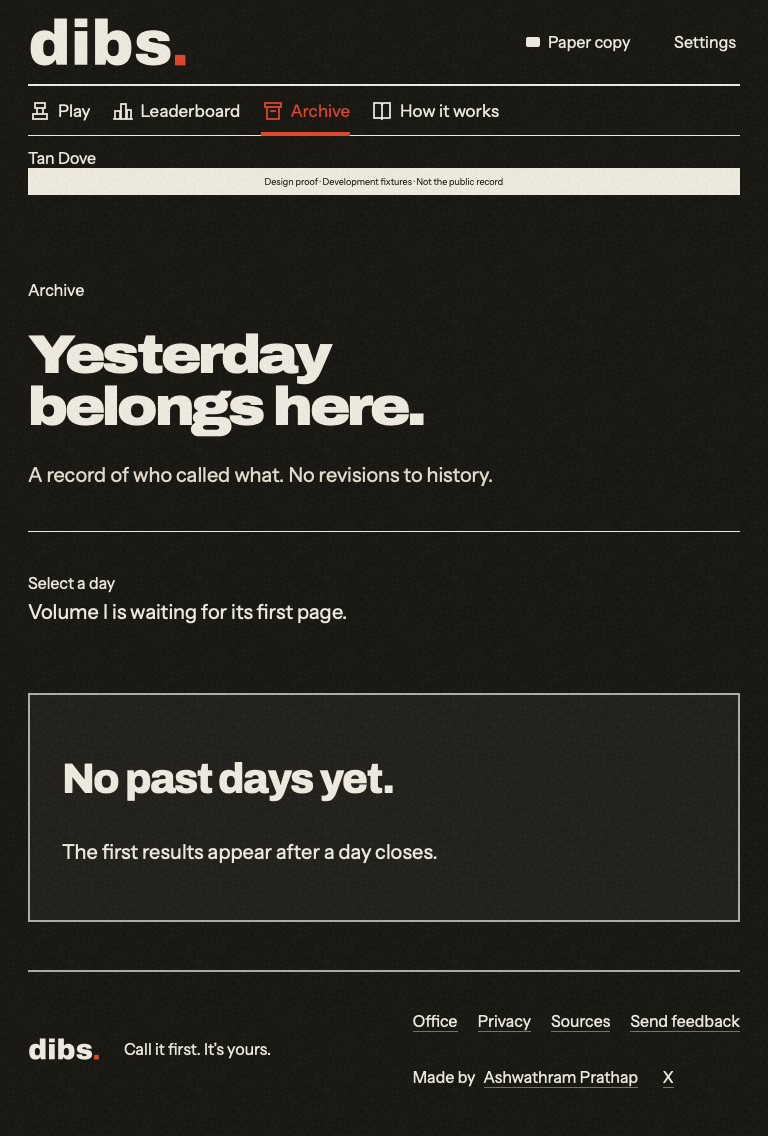 dibs.
Paper copy
Settings
Play
Leaderboard
Archive
How it works
Tan Dove
Design proof · Development fixtures · Not the public record
Archive
Yesterday
belongs here.
A record of who called what. No revisions to history.
Select a day
Volume I is waiting for its first page.
No past days yet.
The first results appear after a day closes.
dibs.
Call it first. It's yours.
Office
Privacy
Sources
Send feedback
Made by Ashwathram Prathap
X